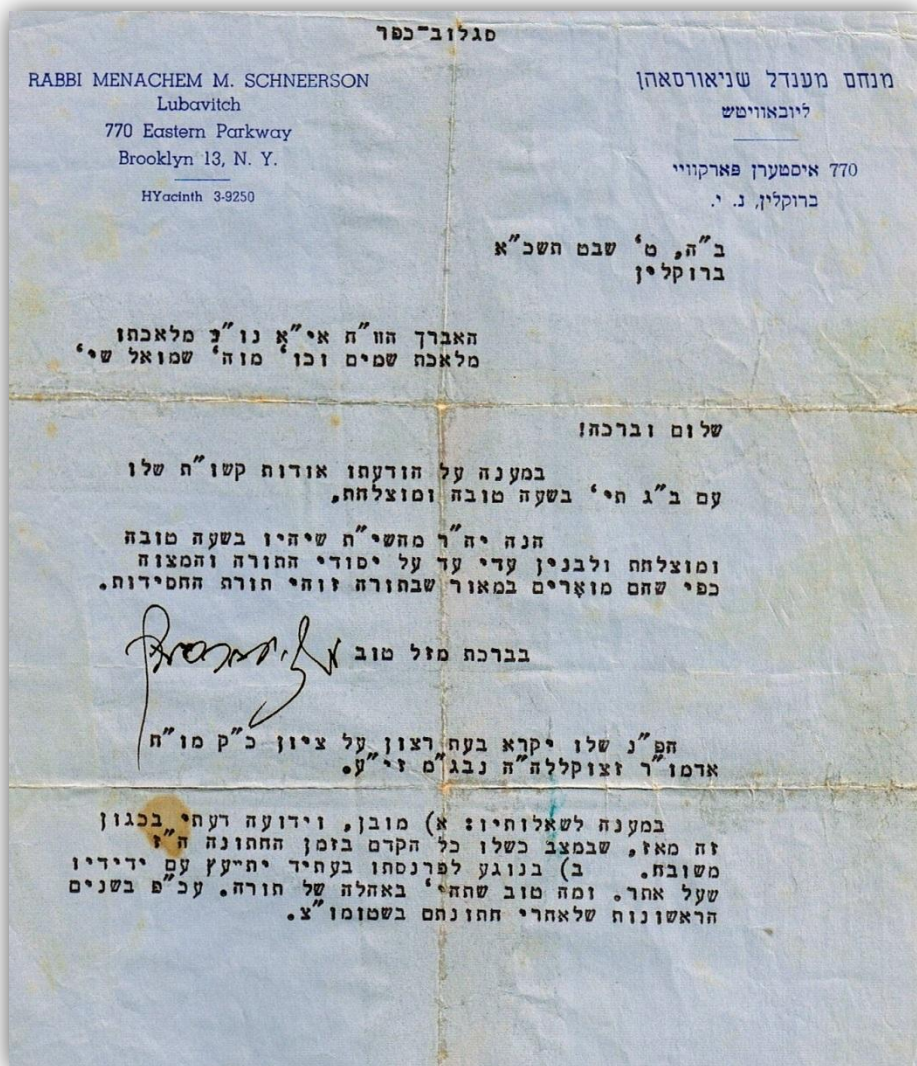 סגלוב-כפר
RABBI MENACHEM M. SCHNEERSON
Lubavitch
770 Eastern Parkway
Brooklyn 13, N. Y.
HYacinth 3-9250
מנחם מענדל שניאורסאהן
ליובאוויטש
770 איסטערן פארקוויי
ברוקלין, נ. י.
ב"ה, ט' שבט תשכ"א
ברוקלין
האברך הוו"ח אי"א נו"נ מלאכתו
מלאכת שמים וכו' מוה' שמואל שי'
שלום וברכה!
במענה על הודעתו אודות קשו"ת שלו
עם ב"ג תי' בשעה טובה ומוצלחת,
הנה יה"ר מהשי"ת שיהיו בשעה טובה
ומוצלחת ולבנין עדי עד על יסודי התורה והמצוה
כפי שהם מוארים במאור שבתורה זוהי תורת החסידות.
בברכת מזל טוב
הפ"נ שלו יקרא בעת רצון על ציון כ"ק מו"ח
אדמו"ר זצוקללה"ה נבג"מ זי"ע.
במענה לשאלותיו: א) מובן, וידועה דעתי בכגון
זה מאז, שבמצב כשלו כל הקדם בזמן החתונה ה"ז
משובח. ב) בנוגע לפרנסתו בעתיד יתיעץ עם ידידיו
שעל אתר. ומה טוב שתהי' באהלה של תורה. עכ"פ בשנים
הראשונות שלאחרי חתונתם בשטומו"צ.